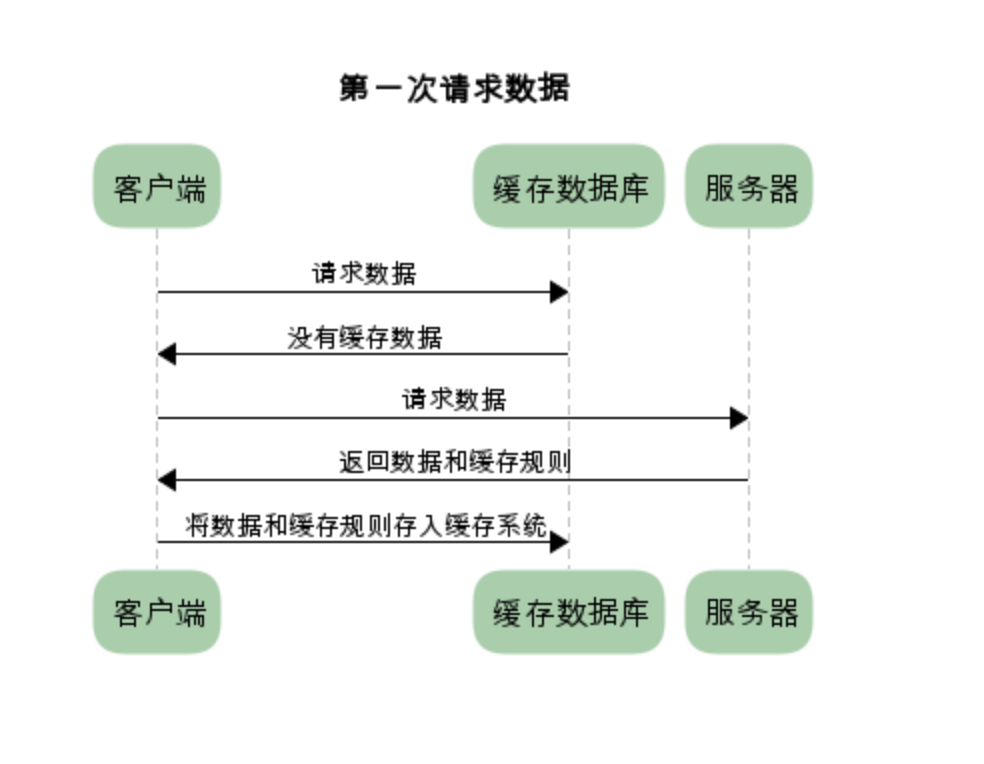 第一次请求数据
客户端 缓存数据库 服务器
请求数据
没有缓存数据
请求数据
返回数据和缓存规则
将数据和缓存规则存入缓存系统
客户端 缓存数据库 服务器